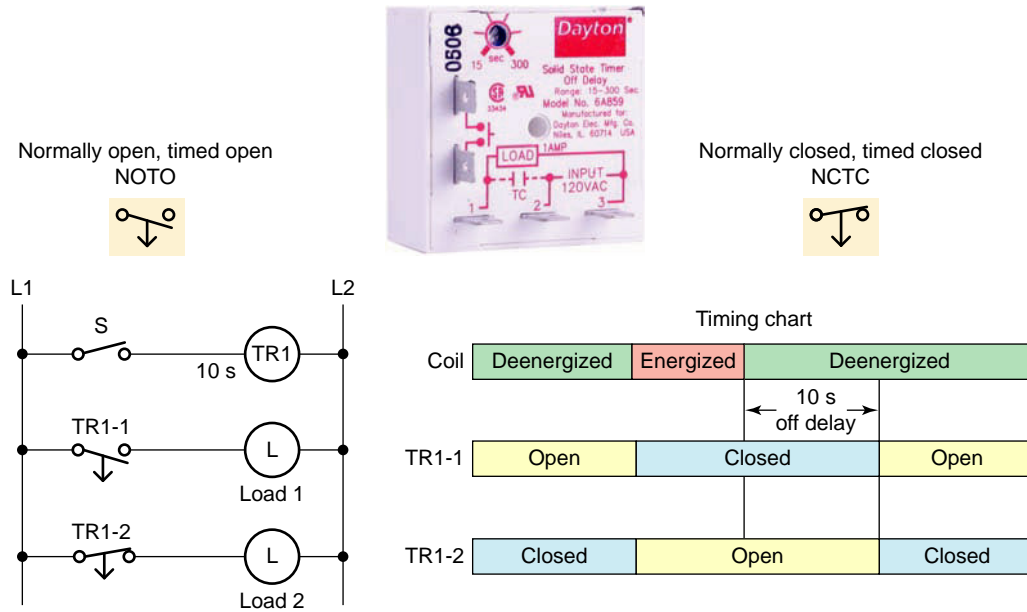 0506
15 sec 300
Dayton
Solid State Timer
Off Delay
Range: 15-300 Sec.
Model No. 6A859
Manufactured for:
Dayton Elec. Mfg. Co.
Niles, IL 60714 USA
1AMP
LOAD
INPUT
120VAC
TC
1
2
3
Normally open, timed open
NOTO
Normally closed, timed closed
NCTC
L1
L2
S
TR1
10 s
TR1-1
L
Load 1
TR1-2
L
Load 2
Timing chart
Coil Deenergized Energized Deenergized
10 s
off delay
TR1-1 Open Closed Open
TR1-2 Closed Open Closed